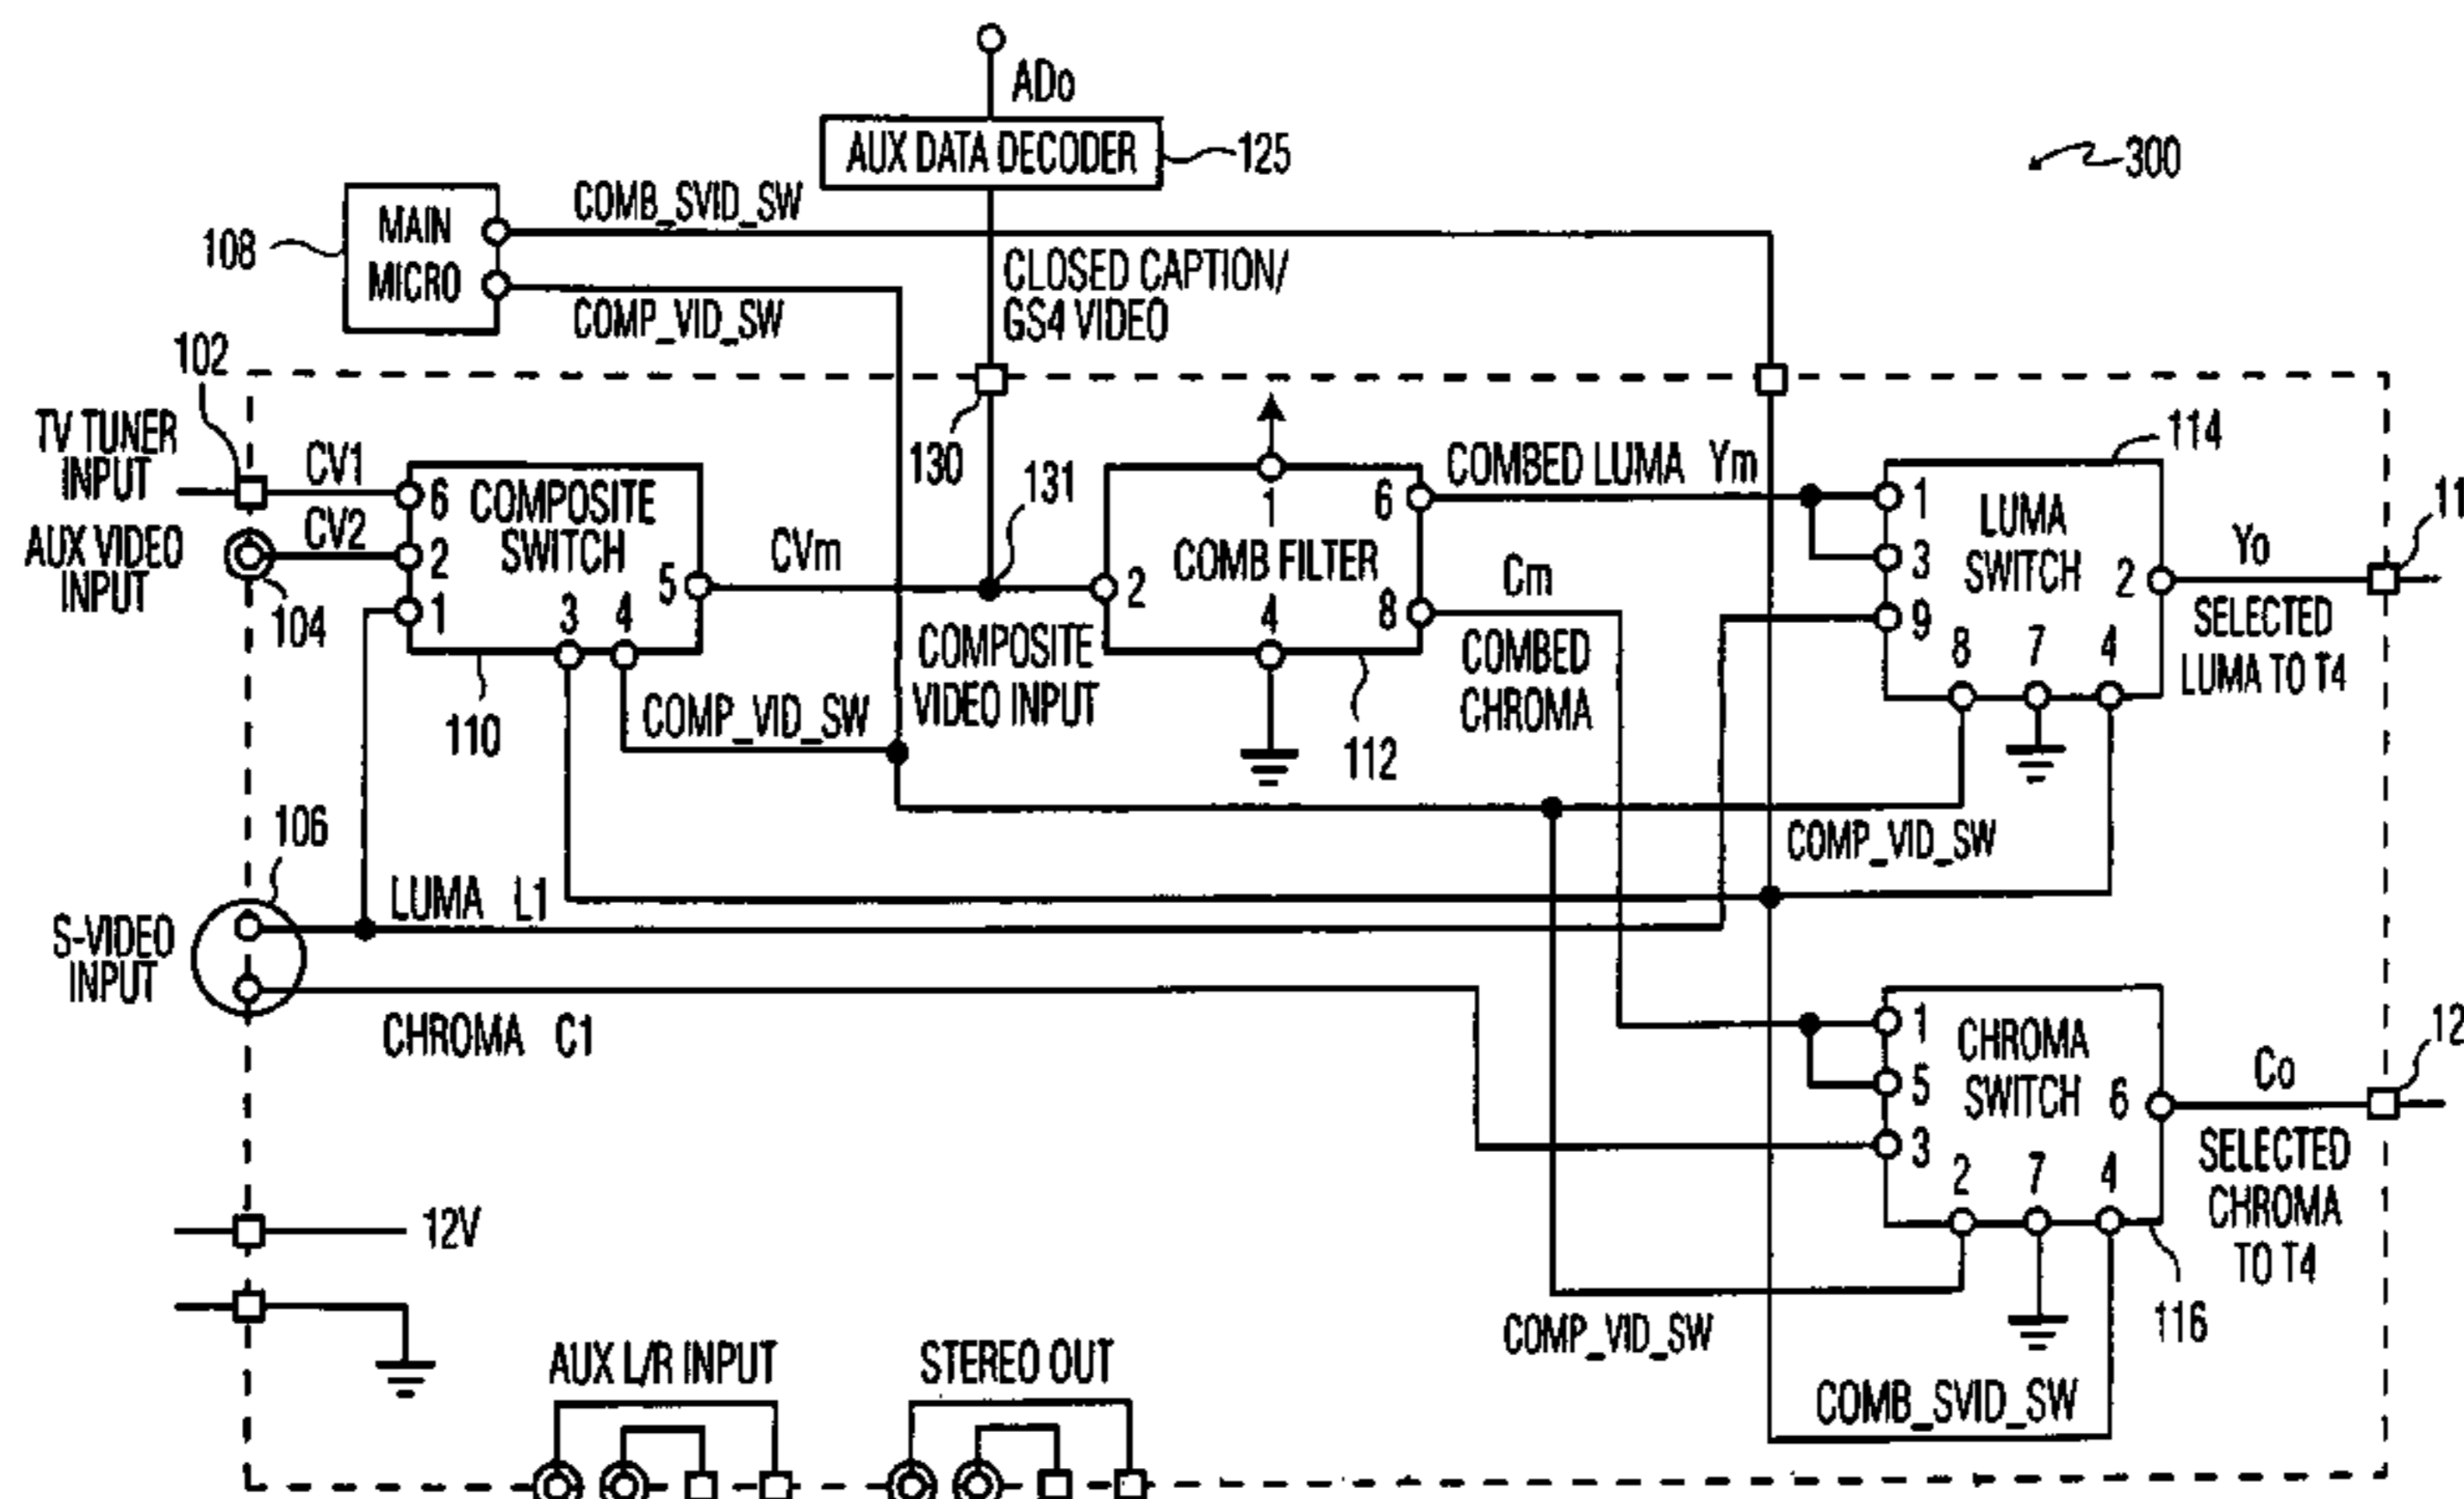 ADo
AUX DATA DECODER
125
300
MAIN
MICRO
108
COMB_SVID_SW
COMP_VID_SW
CLOSED CAPTION/
GS4 VIDEO
102
TV TUNER
INPUT
CV1
AUX VIDEO
INPUT
CV2
104
6
2
1
COMPOSITE
SWITCH
3
4
5
110
COMP_VID_SW
CVm
130
131
COMPOSITE
VIDEO INPUT
1
2
COMB FILTER
4
6
8
112
COMBED LUMA Ym
Cm
COMBED
CHROMA
114
1
3
9
LUMA
SWITCH
2
8
7
4
Yo
11
SELECTED
LUMA TO T4
COMP_VID_SW
106
S-VIDEO
INPUT
LUMA L1
CHROMA C1
1
5
3
CHROMA
SWITCH
6
2
7
4
Co
12
SELECTED
CHROMA
TO T4
116
COMP_VID_SW
COMB_SVID_SW
12V
AUX L/R INPUT
STEREO OUT